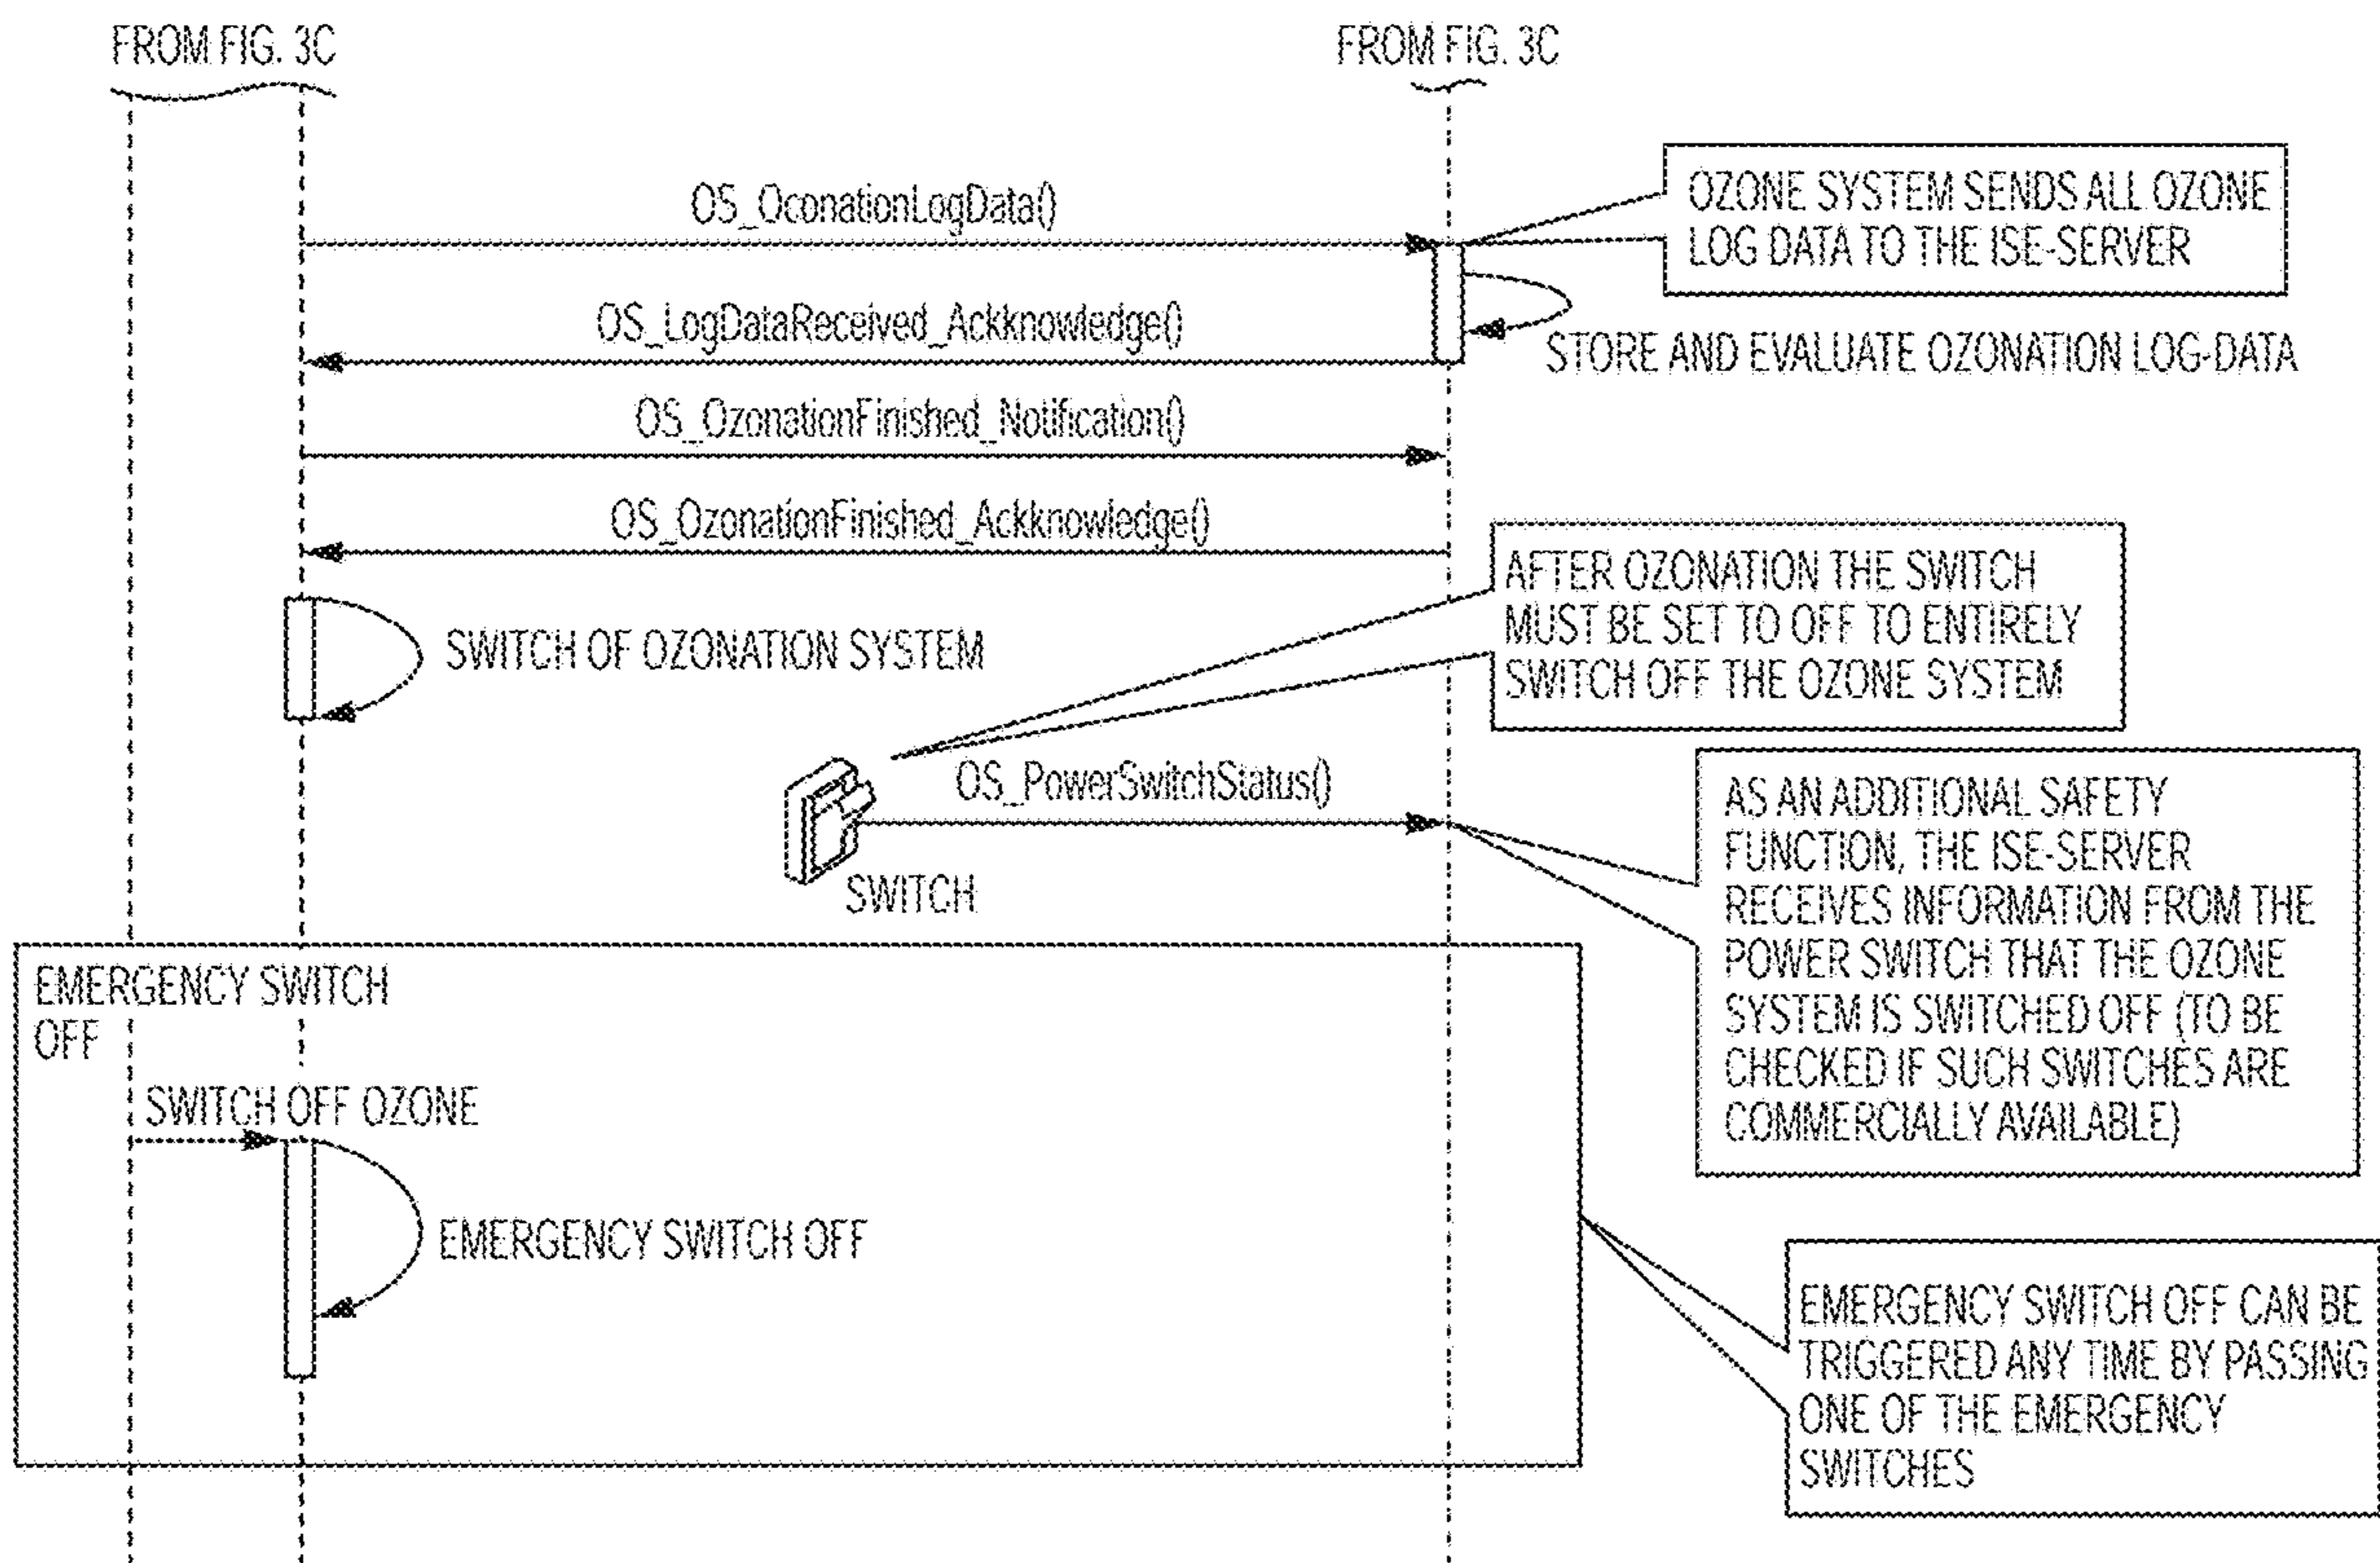 FROM FIG. 3C
FROM FIG. 3C
OS_OconationLogData()
OZONE SYSTEM SENDS ALL OZONE
LOG DATA TO THE ISE-SERVER
OS_LogDataReceived_Ackknowledge()
STORE AND EVALUATE OZONATION LOG-DATA
OS_OzonationFinished_Notification()
OS_OzonationFinished_Ackknowledge()
AFTER OZONATION THE SWITCH
MUST BE SET TO OFF TO ENTIRELY
SWITCH OFF THE OZONE SYSTEM
SWITCH OF OZONATION SYSTEM
OS_PowerSwitchStatus()
SWITCH
AS AN ADDITIONAL SAFETY
FUNCTION, THE ISE-SERVER
RECEIVES INFORMATION FROM THE
POWER SWITCH THAT THE OZONE
SYSTEM IS SWITCHED OFF (TO BE
CHECKED IF SUCH SWITCHES ARE
COMMERCIALLY AVAILABLE)
EMERGENCY SWITCH
OFF
SWITCH OFF OZONE
EMERGENCY SWITCH OFF
EMERGENCY SWITCH OFF CAN BE
TRIGGERED ANY TIME BY PASSING
ONE OF THE EMERGENCY
SWITCHES